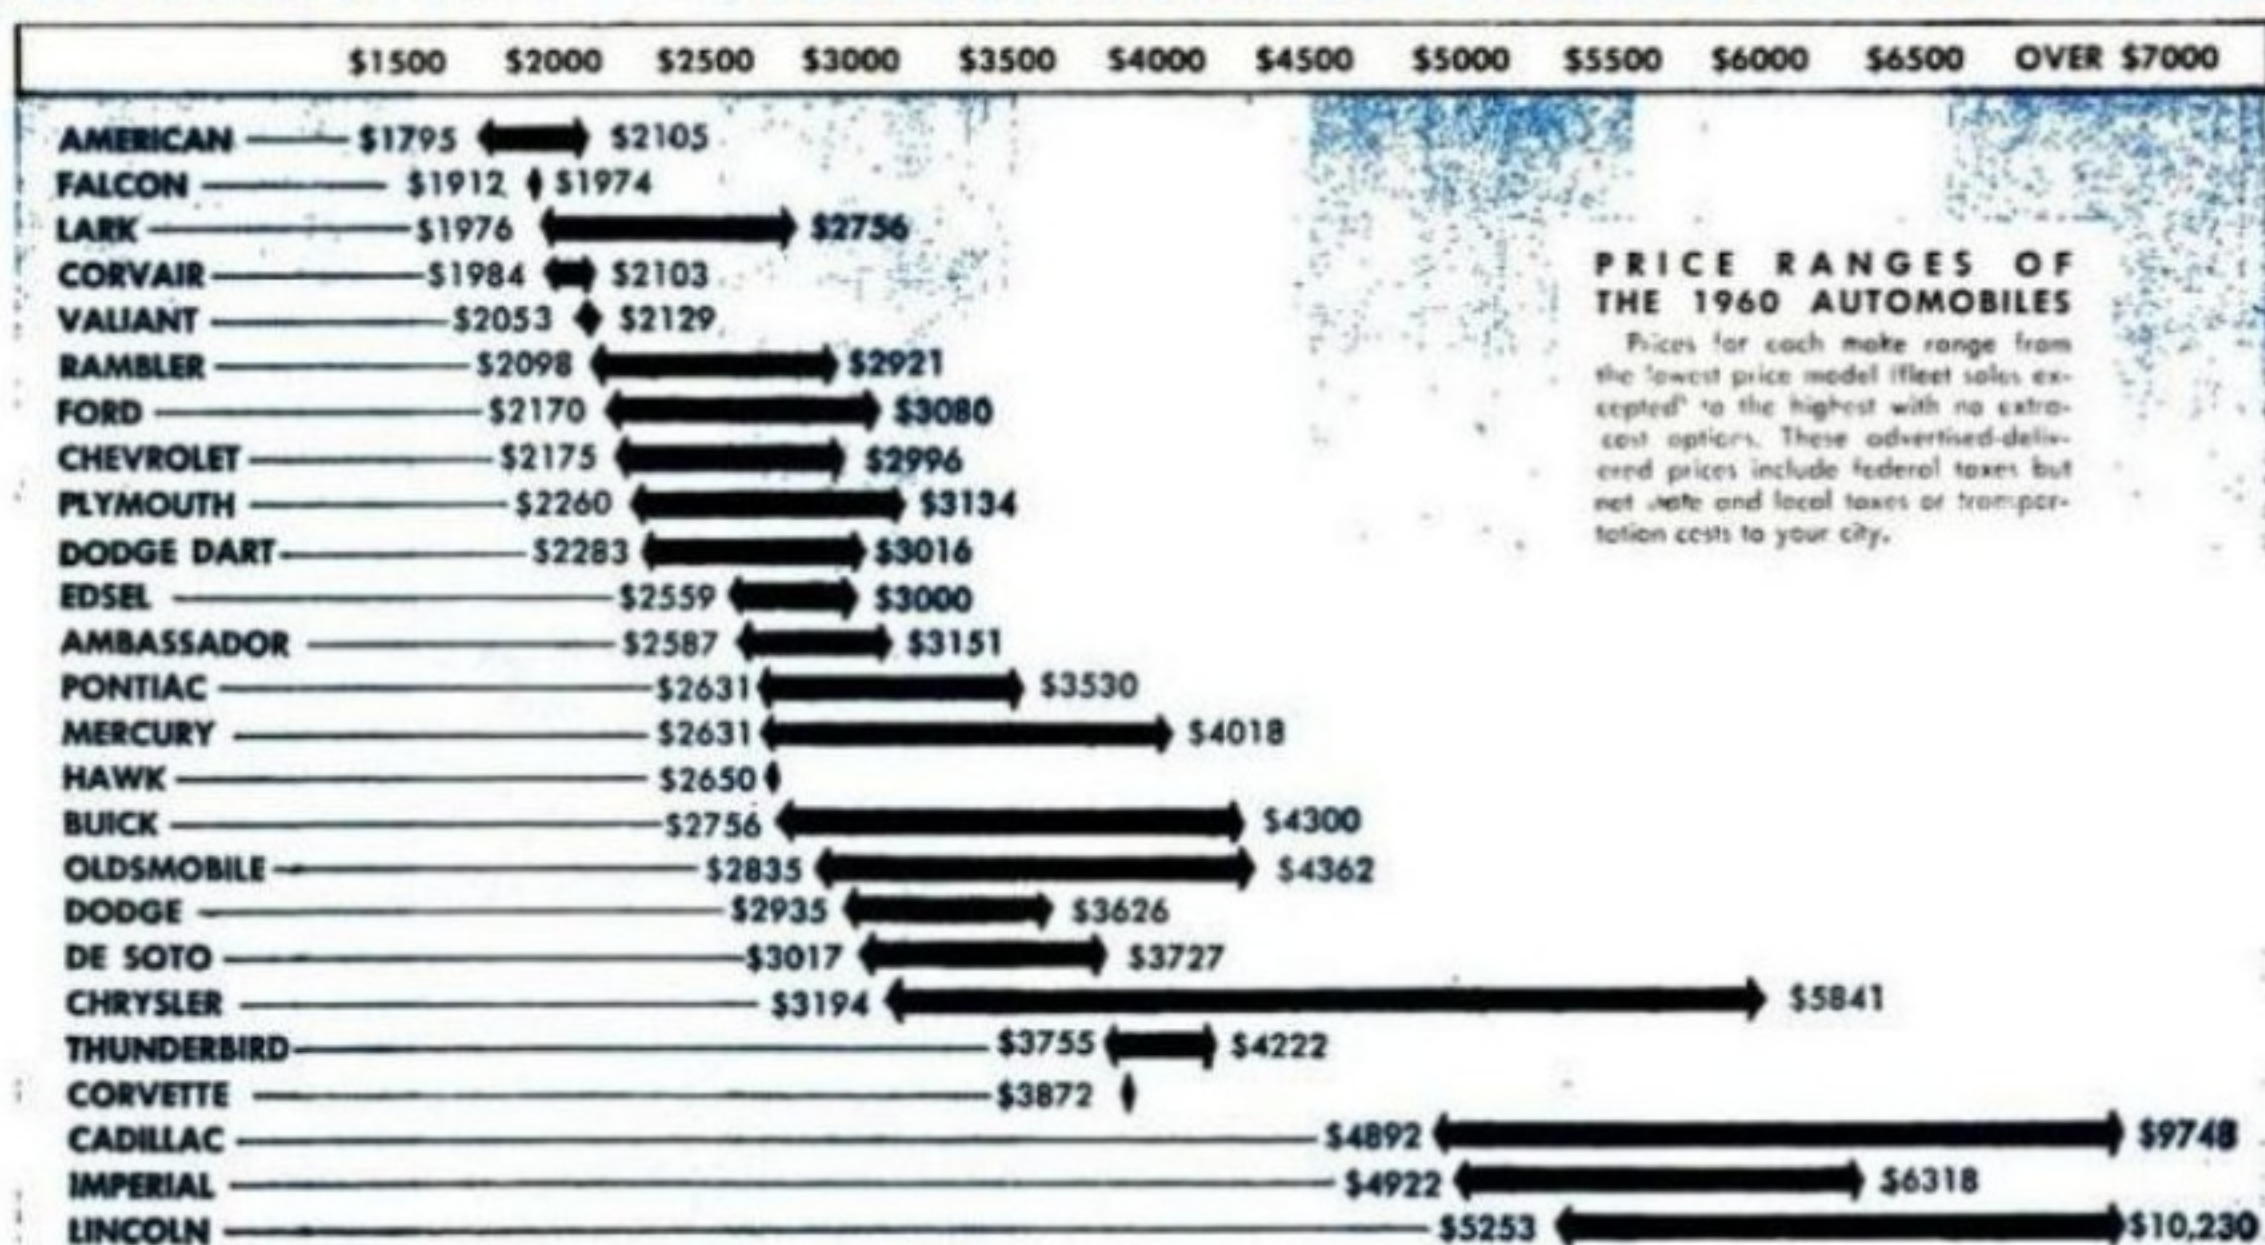 $1500 $2000 $2500 $3000 $3500 $4000 $4500 $5000 $5500 $6000 $6500 OVER $7000
AMERICAN $1795 $2105
FALCON $1912 $1974
LARK $1976 $2756
CORVAIR $1984 $2103
VALIANT $2053 $2129
RAMBLER $2098 $2921
FORD $2170 $3080
CHEVROLET $2175 $2996
PLYMOUTH $2260 $3134
DODGE DART $2283 $3016
EDSEL $2559 $3000
AMBASSADOR $2587 $3151
PONTIAC $2631 $3530
MERCURY $2631 $4018
HAWK $2650
BUICK $2756 $4300
OLDSMOBILE $2835 $4362
DODGE $2935 $3626
DE SOTO $3017 $3727
CHRYSLER $3194 $5841
THUNDERBIRD $3755 $4222
CORVETTE $3872
CADILLAC $4892 $9748
IMPERIAL $4922 $6318
LINCOLN $5253 $10,230
PRICE RANGES OF
THE 1960 AUTOMOBILES
Prices for each make range from
the lowest price model (fleet sales ex-
cepted) to the highest with no extra-
cost options. These advertised-deliv-
ered prices include federal taxes but
not state and local taxes or transpor-
tation costs to your city.